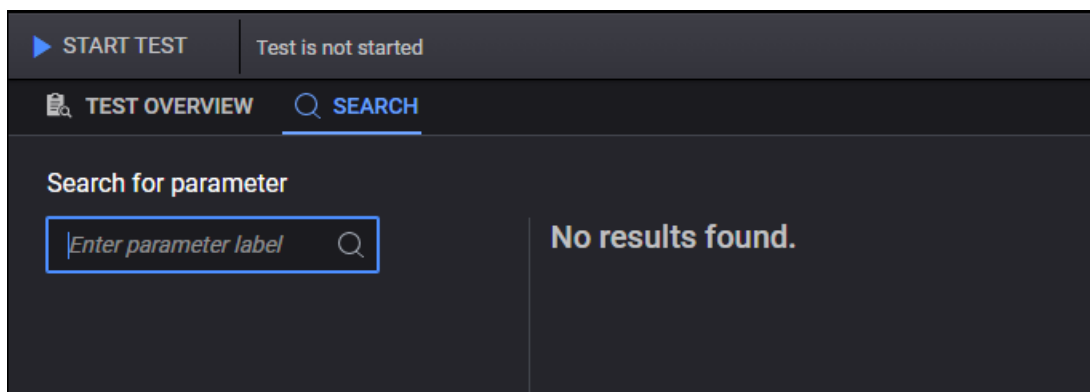 START TEST
Test is not started
TEST OVERVIEW
SEARCH
Search for parameter
Enter parameter label
No results found.